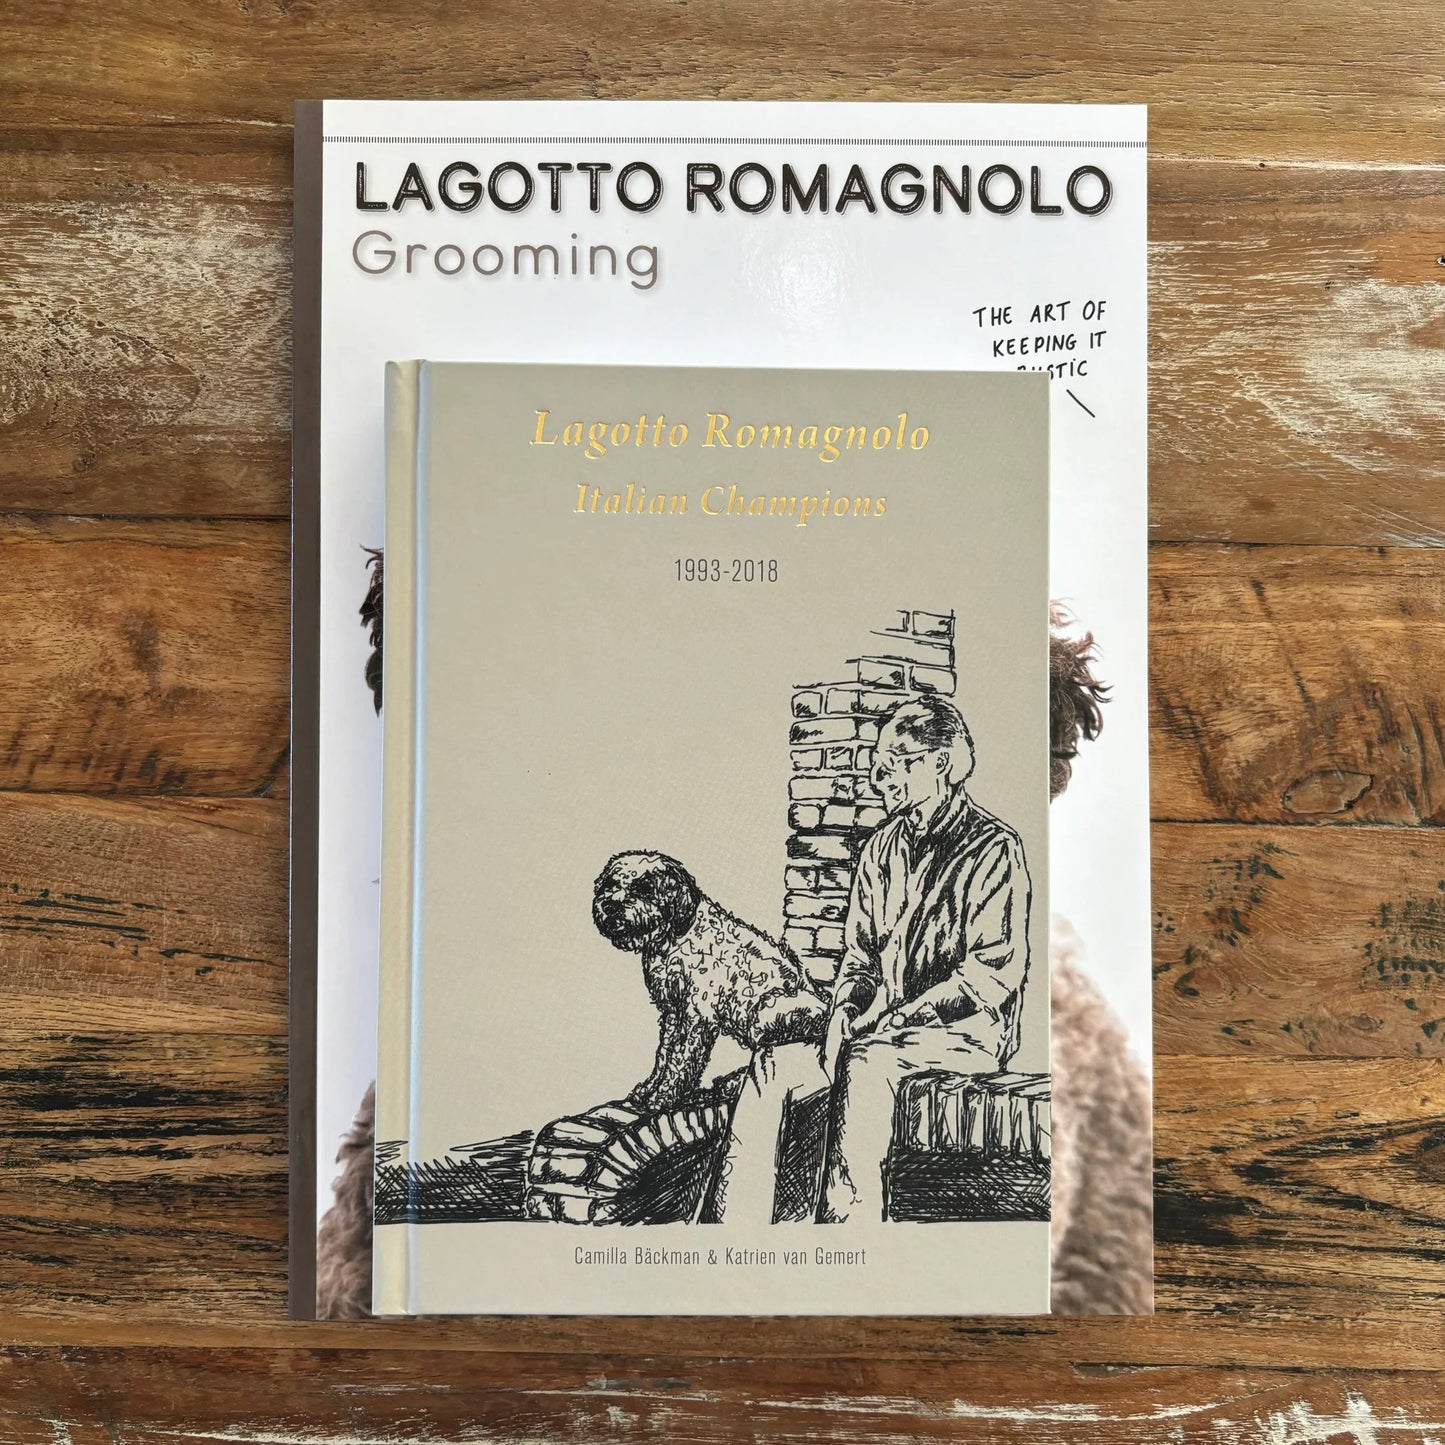 LAGOTTO ROMAGNOLO
Grooming
THE ART OF
KEEPING IT
Lagotto Romagnolo
Italian Champions
1993-2018
Camilla Bäckman & Katrien van Gemert